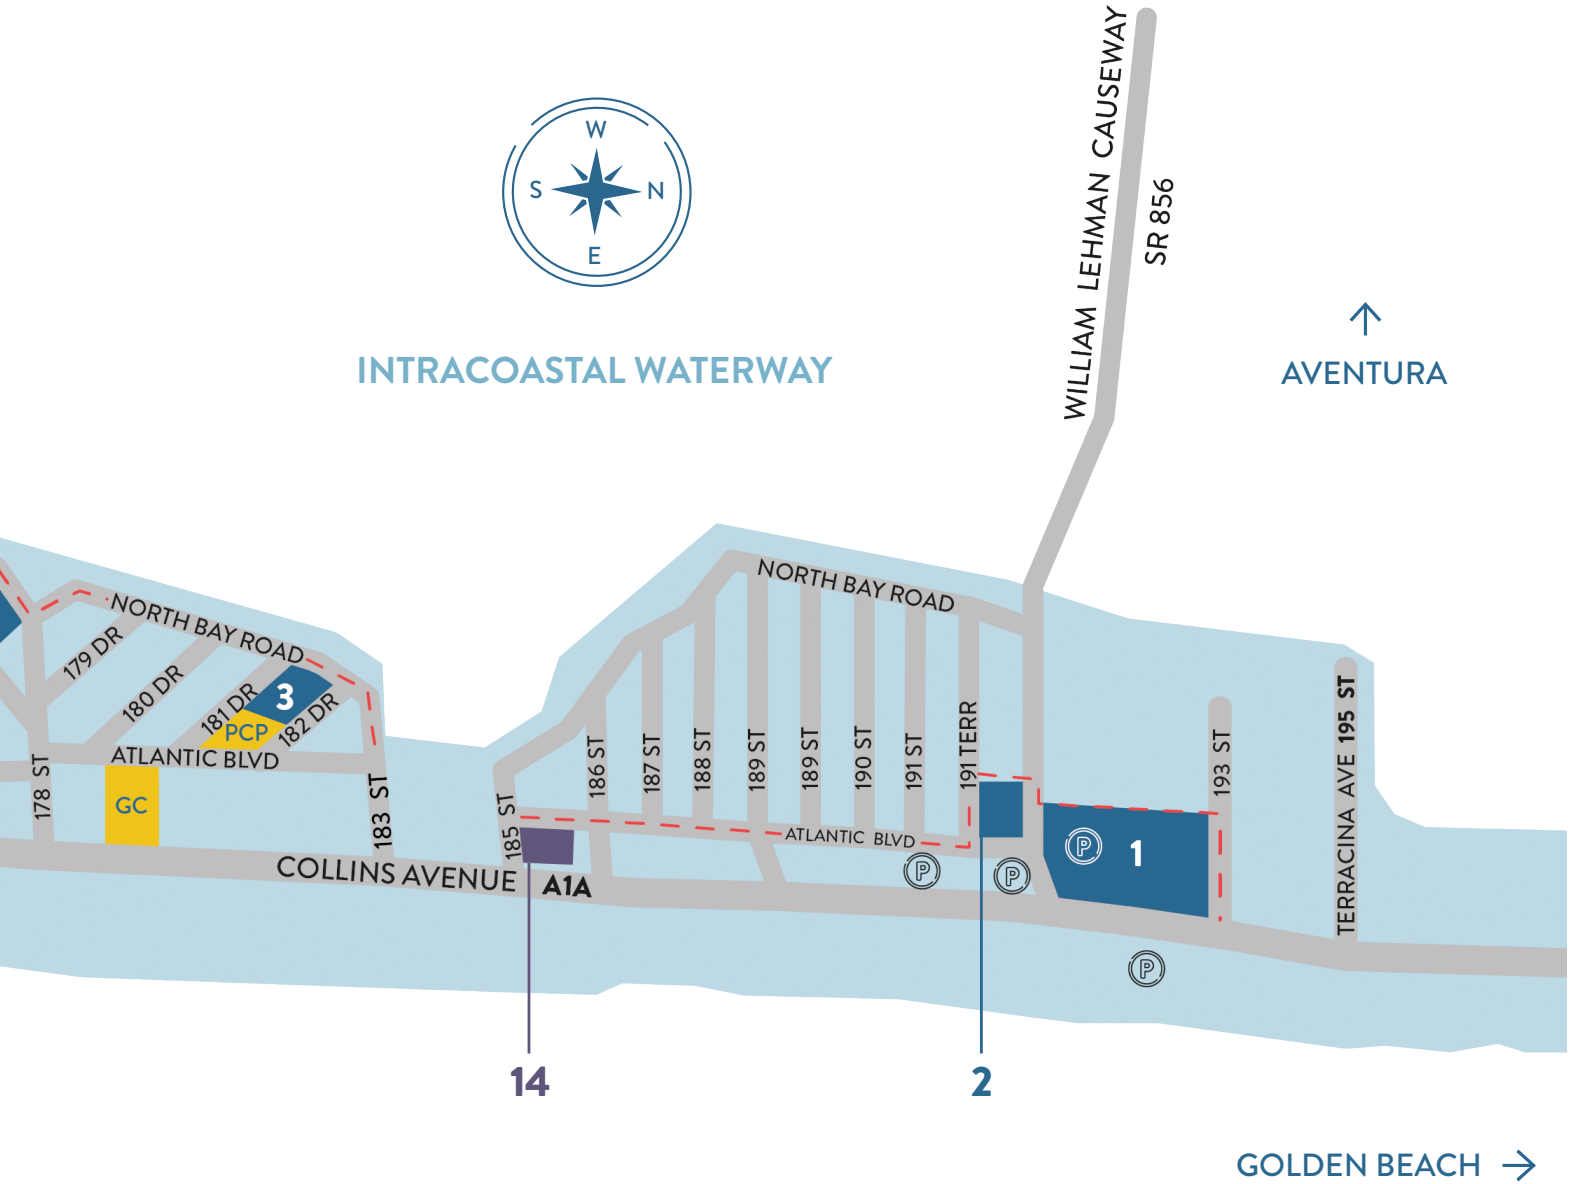 WILLIAM LEHMAN CAUSEWAY
SR 856
W
S
N
E
INTRACOASTAL WATERWAY
AVENTURA
NORTH BAY ROAD
NORTH BAY ROAD
179 DR
180 DR
181 DR
3
182 DR
PCP
ATLANTIC BLVD
178 ST
GC
183 ST
185 ST
186 ST
187 ST
188 ST
189 ST
189 ST
190 ST
191 ST
191 TERR
193 ST
TERRACINA AVE 195 ST
ATLANTIC BLVD
P
P
P
1
COLLINS AVENUE
A1A
P
14
2
GOLDEN BEACH